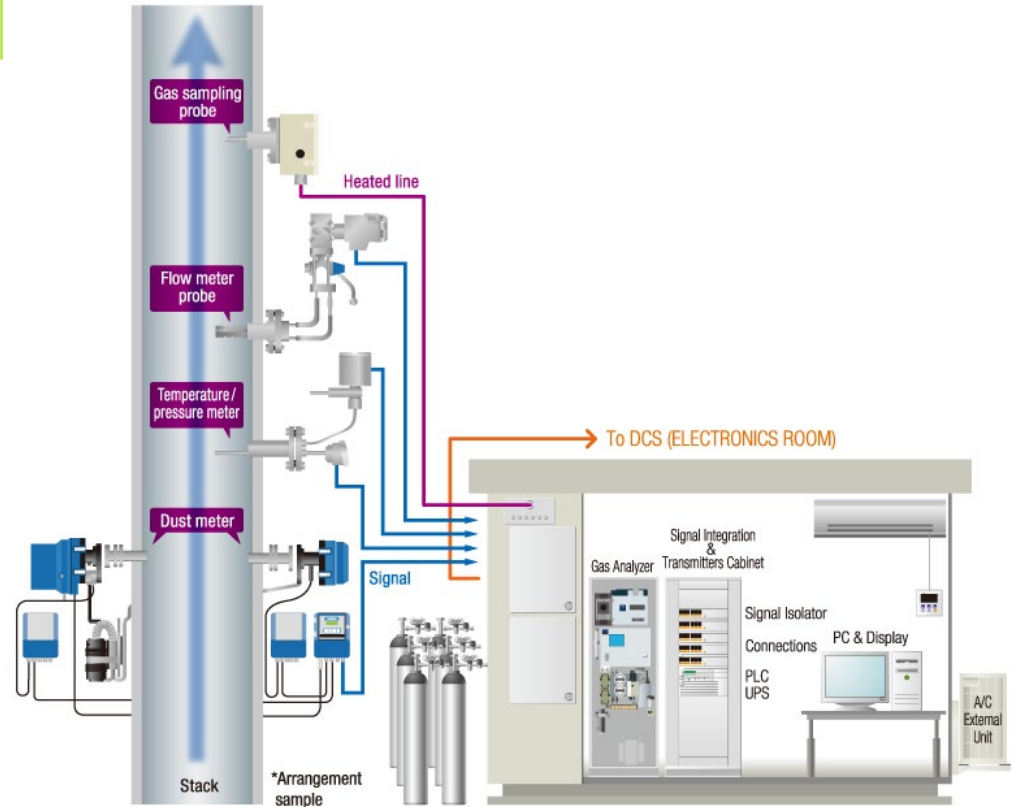 Gas sampling
probe
Heated line
Flow meter
probe
Temperature /
pressure meter
To DCS (ELECTRONICS ROOM)
Dust meter
Signal
Signal Integration
&
Transmitters Cabinet
Gas Analyzer
Signal Isolator
Connections
PLC
UPS
PC & Display
A/C
External
Unit
Stack
*Arrangement
sample